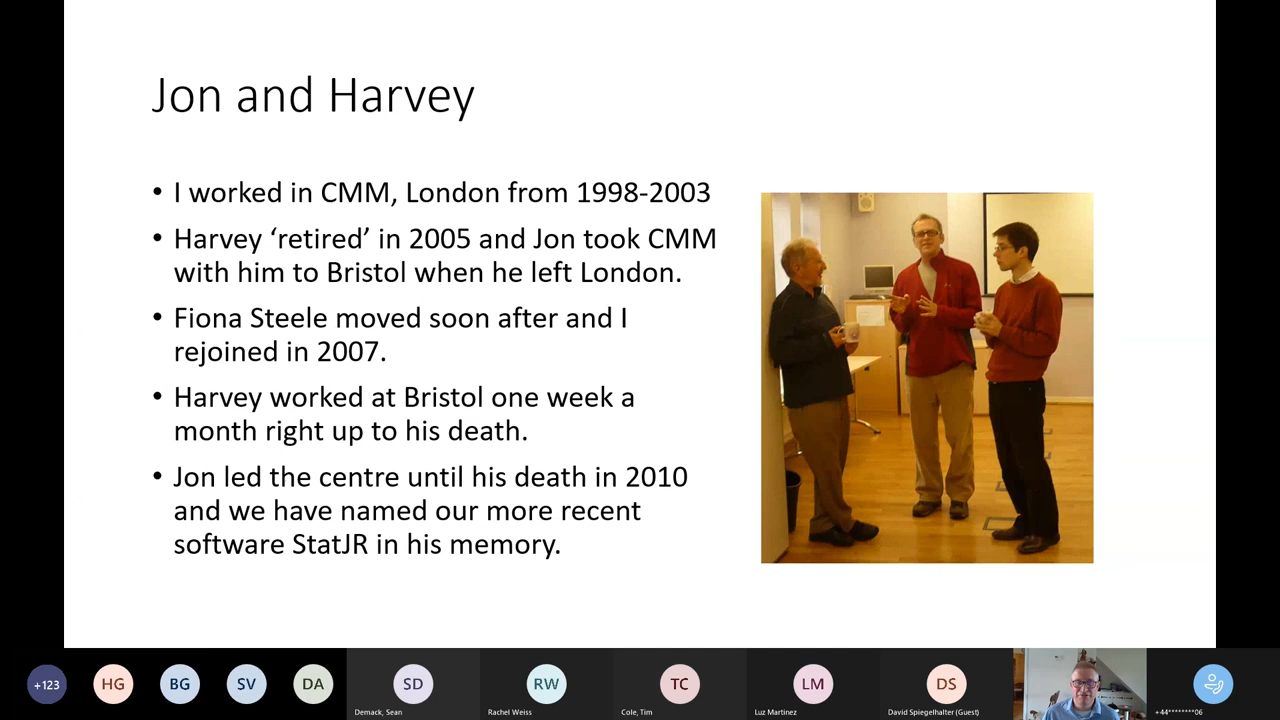 Jon and Harvey
• I worked in CMM, London from 1998-2003
• Harvey ‘retired’ in 2005 and Jon took CMM
with him to Bristol when he left London.
• Fiona Steele moved soon after and I
rejoined in 2007.
• Harvey worked at Bristol one week a
month right up to his death.
• Jon led the centre until his death in 2010
and we have named our more recent
software StatJR in his memory.
+123
HG
BG
SV
DA
SD
RW
TC
LM
DS
Demack, Sean
Rachel Weiss
Cole, Tim
Luz Martinez
David Spiegelhalter (Guest)
+44********06